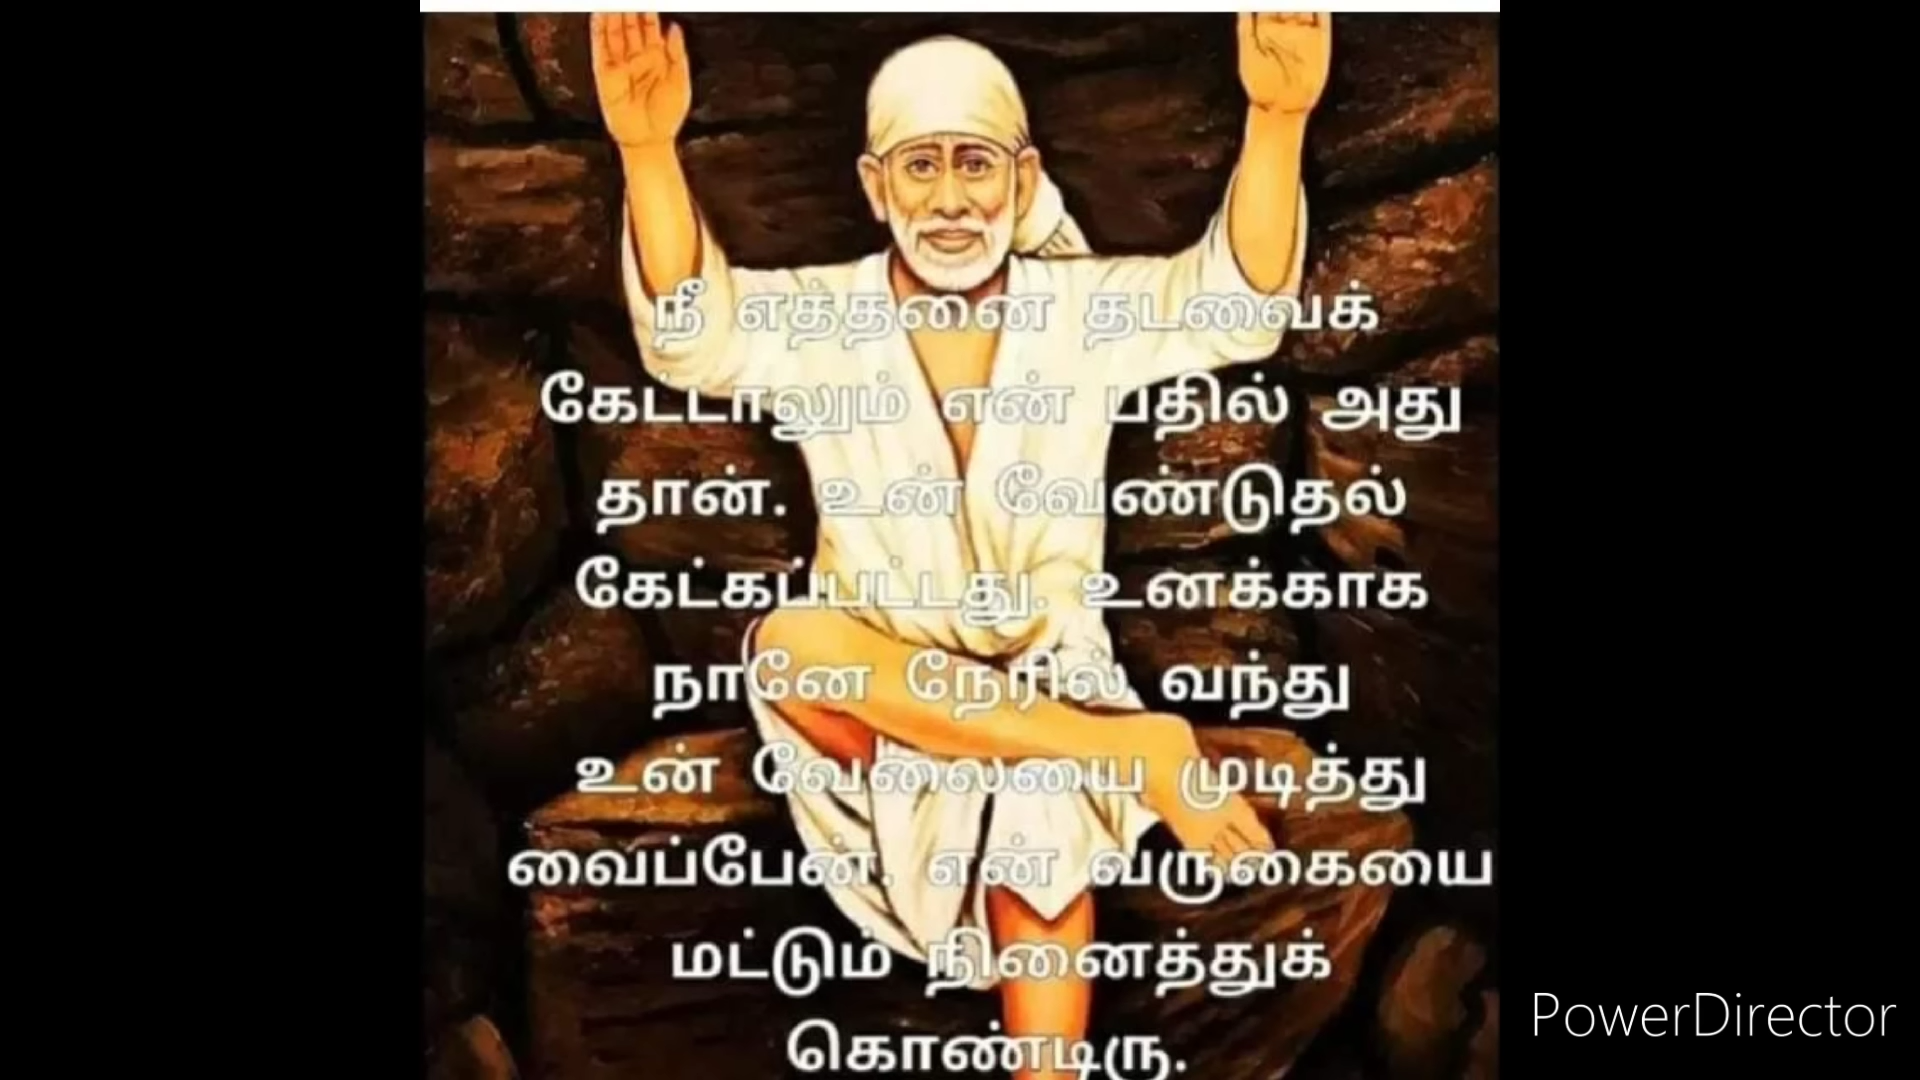 நீ எத்தனை தடவைக்
கேட்டாலும் என் பதில் அது
தான். உன் வேண்டுதல்
கேட்கப்பட்டது. உனக்காக
நானே நேரில் வந்து
உன் வேலையை முடித்து
வைப்பேன். என் வருகையை
மட்டும் நினைத்துக்
கொண்டிரு.
PowerDirector